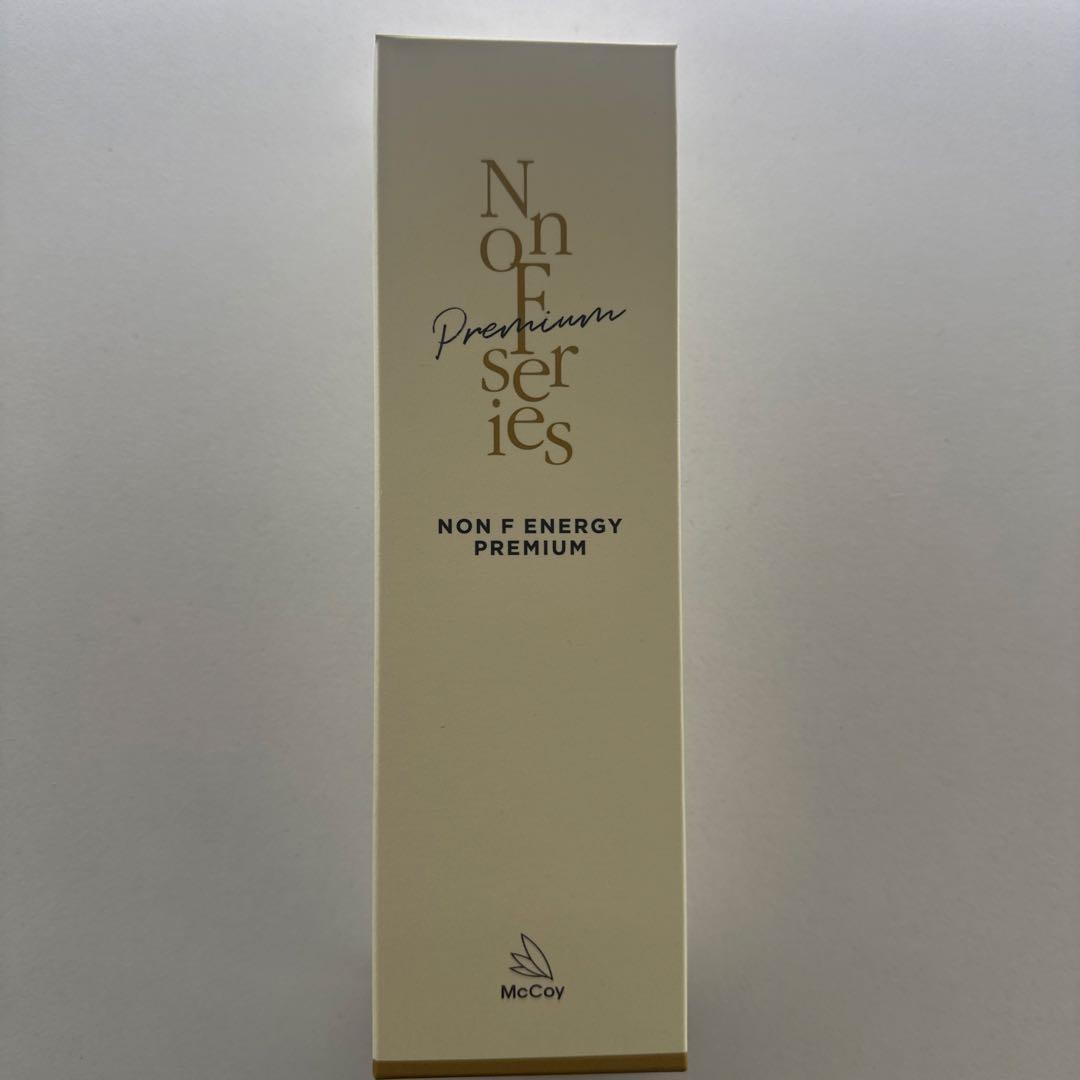 Non
F
Premium
series
NON F ENERGY
PREMIUM
McCoy